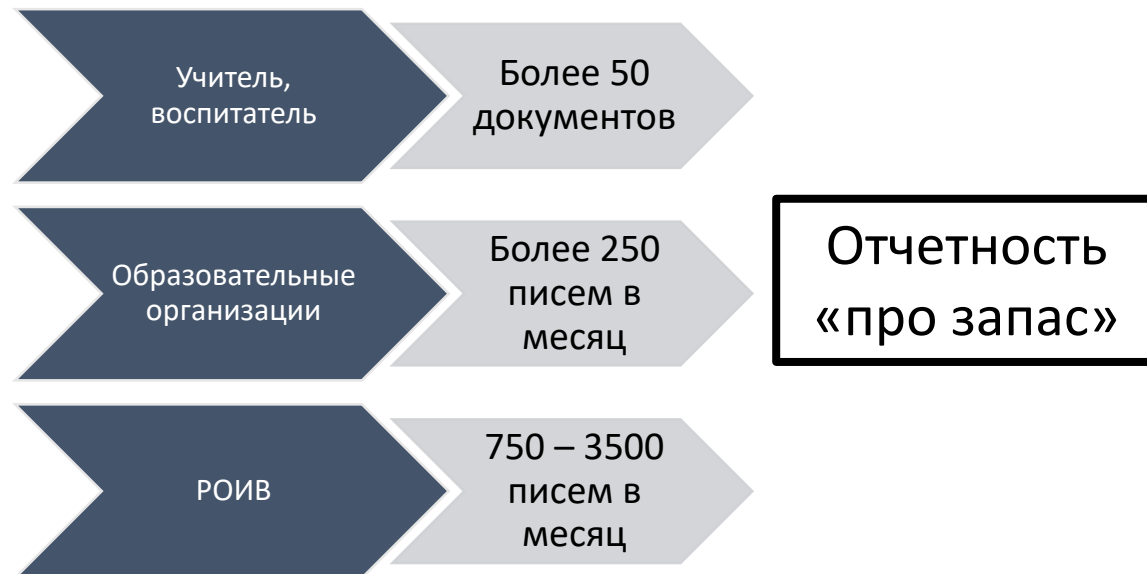 Учитель,
воспитатель
Более 50
документов
Образовательные
организации
Более 250
писем в
месяц
РОИВ
750 – 3500
писем в
месяц
Отчетность
«про запас»